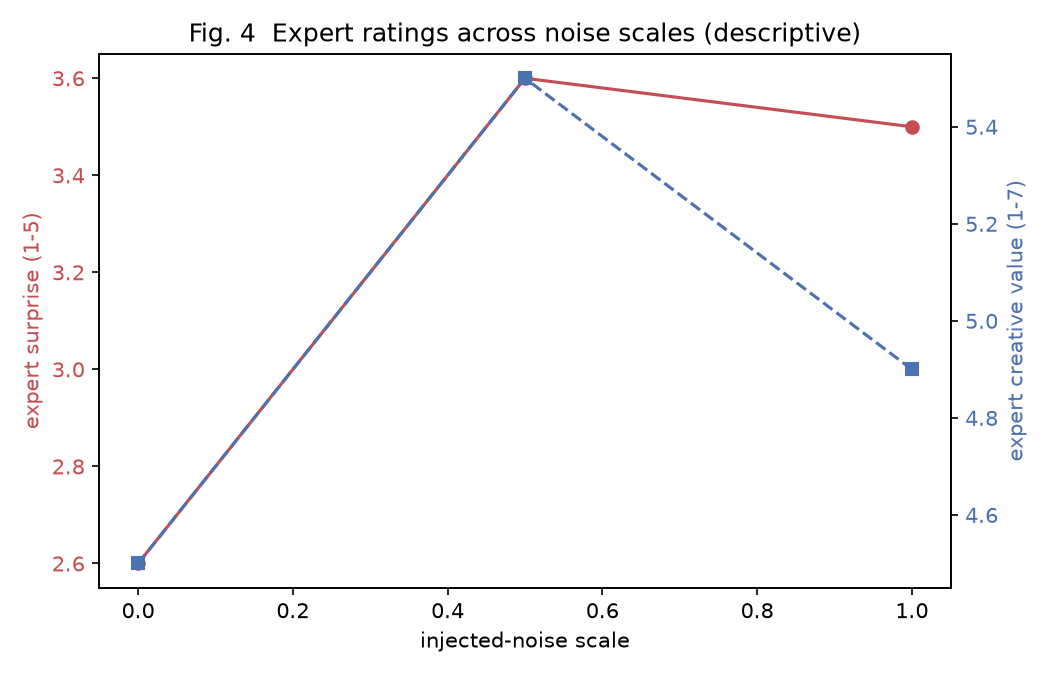 Fig. 4  Expert ratings across noise scales (descriptive)
expert surprise (1-5)
3.6
3.4
3.2
3.0
2.8
2.6
5.4
5.2
5.0
4.8
4.6
expert creative value (1-7)
0.0 0.2 0.4 0.6 0.8 1.0
injected-noise scale